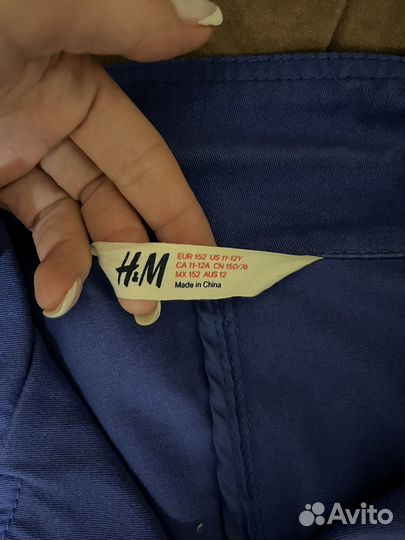 H&M
EUR 152 US 11-12Y
CA 11-12A CN 150/76
MX 152 AUS 12
Made in China
Avito